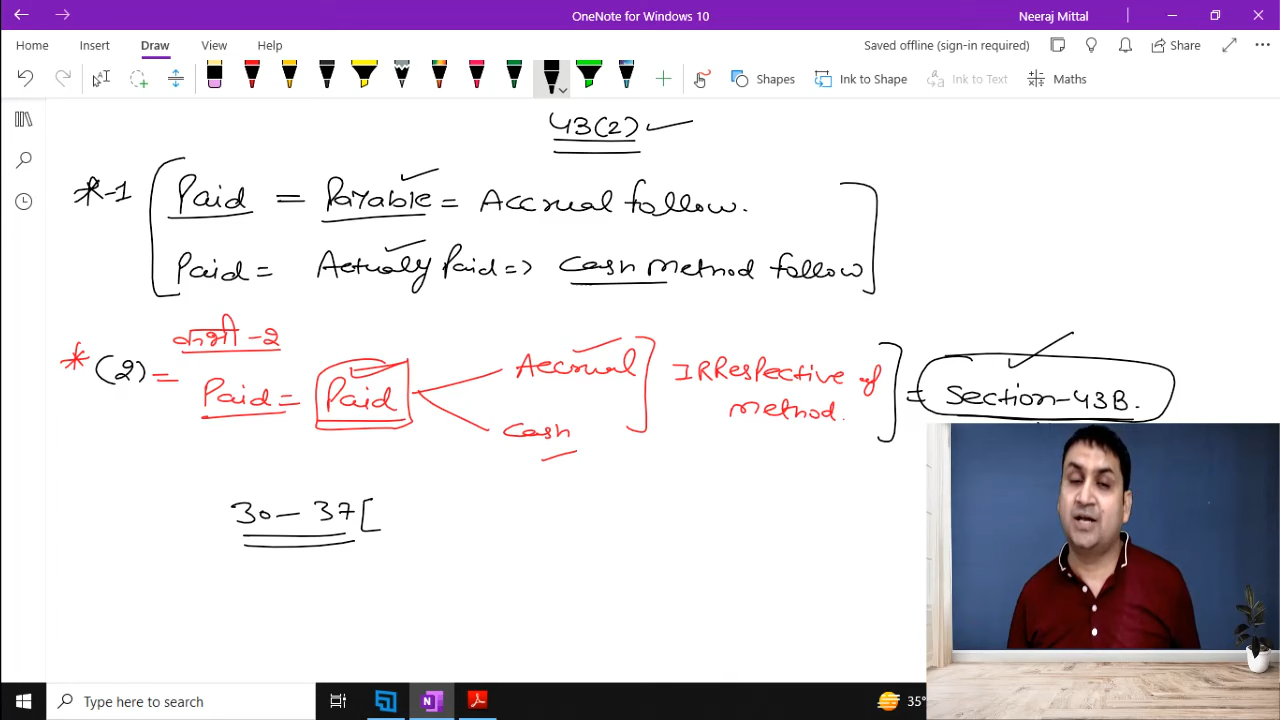 OneNote for Windows 10
Neeraj Mittal
Home Insert Draw View Help
Saved offline (sign-in required)
Share
Shapes
Ink to Shape
Ink to Text
Maths
43(2)
*-1 Paid = Payable = Accrual follow.
Paid = Actually Paid => Cash method follow
कभी-2
* (2) = Paid = Paid
Accrual
Cash
IRRespective of
method.
= Section-43B.
30-37[
Type here to search
35°